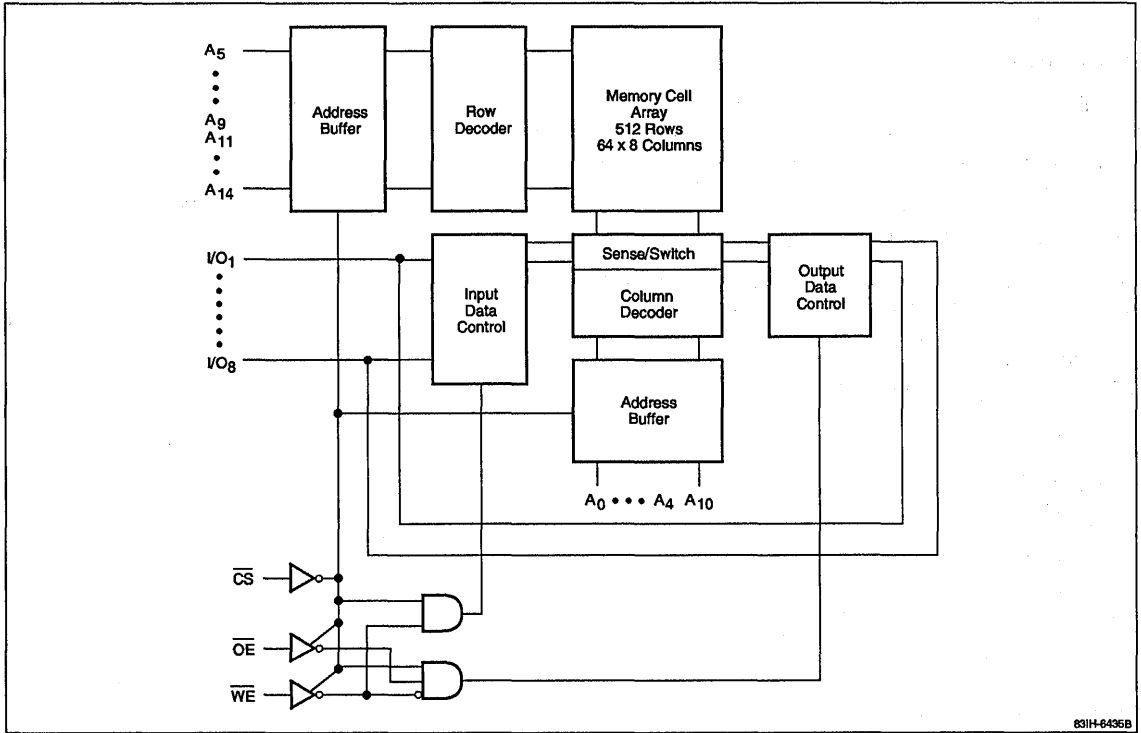 A5
Address
Buffer
Row
Decoder
Memory Cell
Array
512 Rows
64 x 8 Columns
A9
A11
A14
I/O1
Input
Data
Control
Sense/Switch
Column
Decoder
Output
Data
Control
I/O8
Address
Buffer
A0 • • • A4 A10
CS
OE
WE
83IH-6435B